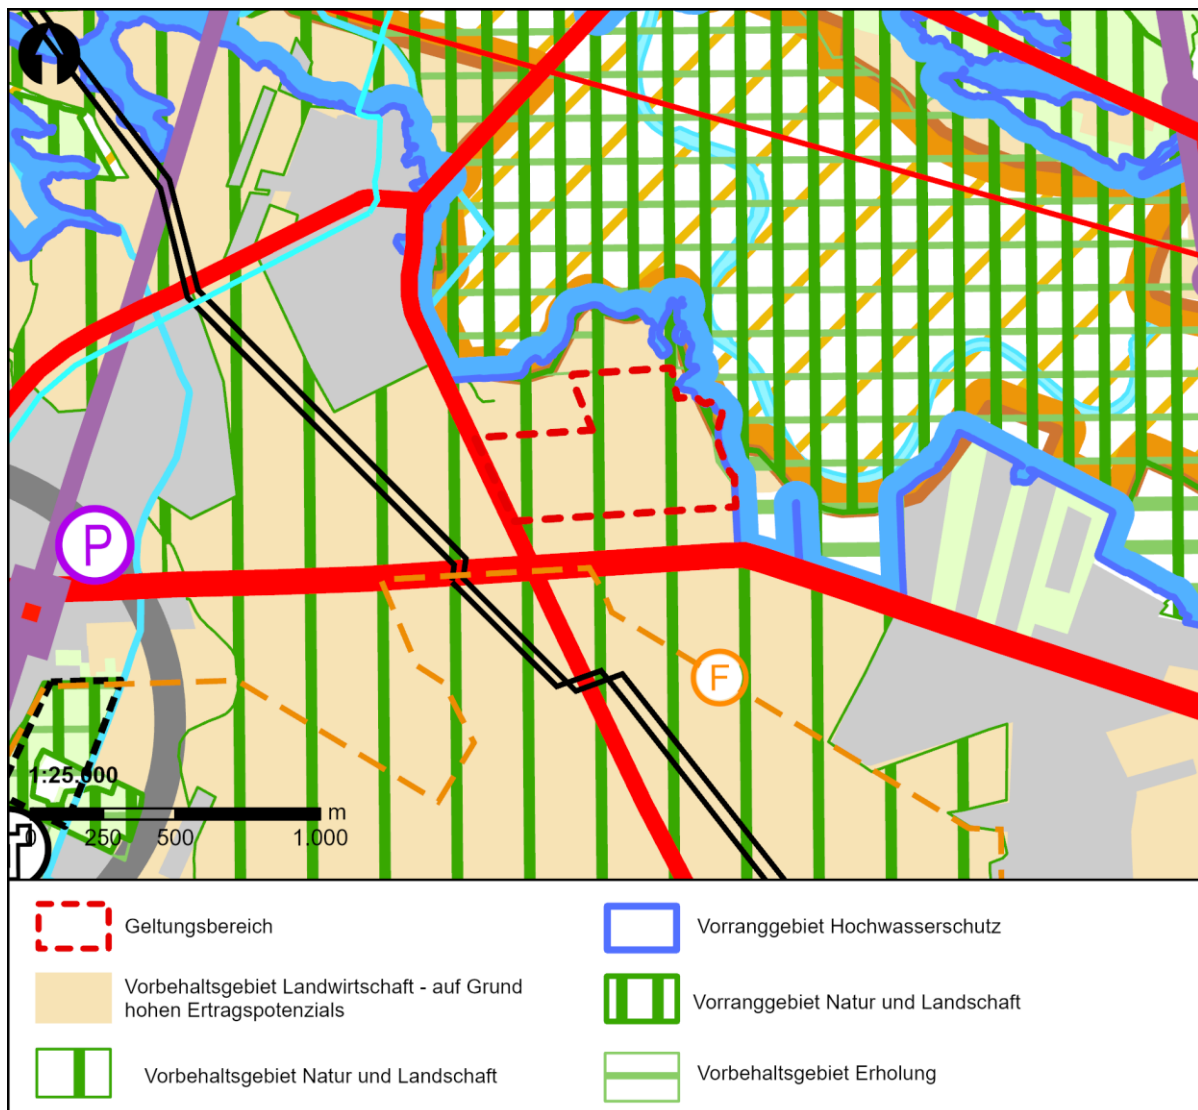 P
F
1:25.000
m
0 250 500 1.000
Geltungsbereich
Vorranggebiet Hochwasserschutz
Vorbehaltsgebiet Landwirtschaft - auf Grund
hohen Ertragspotenzials
Vorranggebiet Natur und Landschaft
Vorbehaltsgebiet Natur und Landschaft
Vorbehaltsgebiet Erholung